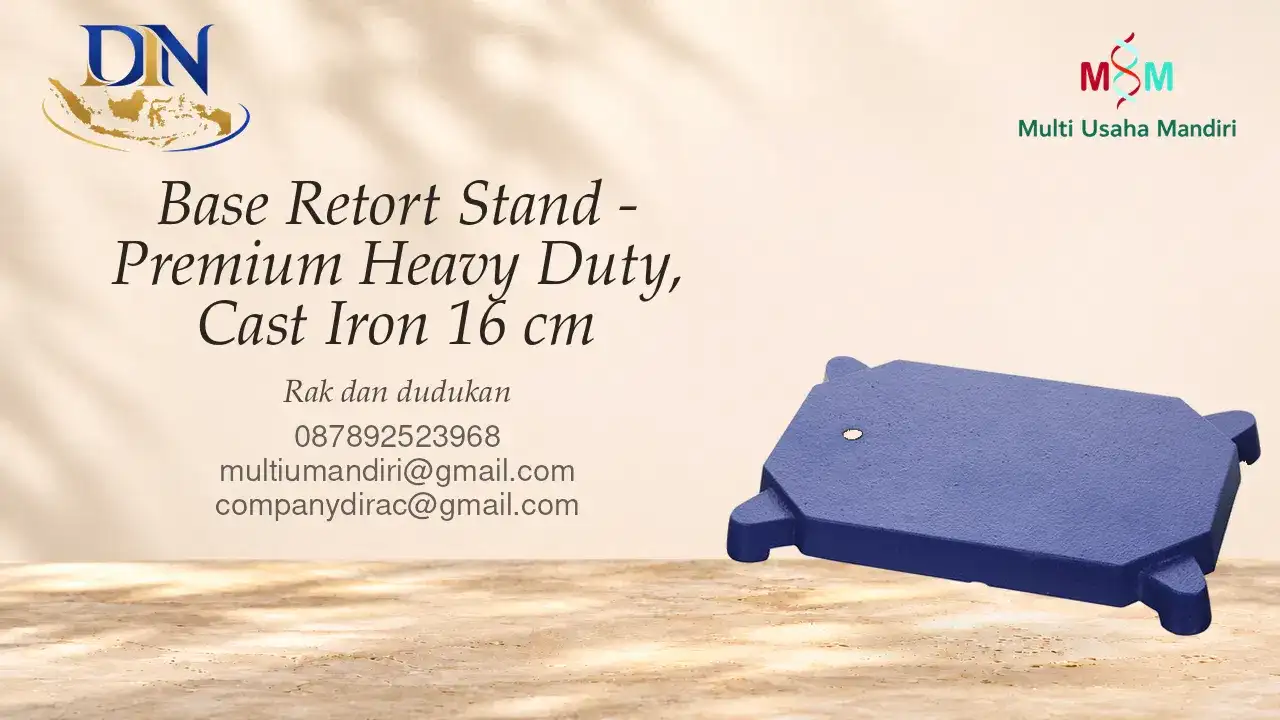 DIN
MSM
Multi Usaha Mandiri
Base Retort Stand -
Premium Heavy Duty,
Cast Iron 16 cm
Rak dan dudukan
087892523968
multiumandiri@gmail.com
companydirac@gmail.com